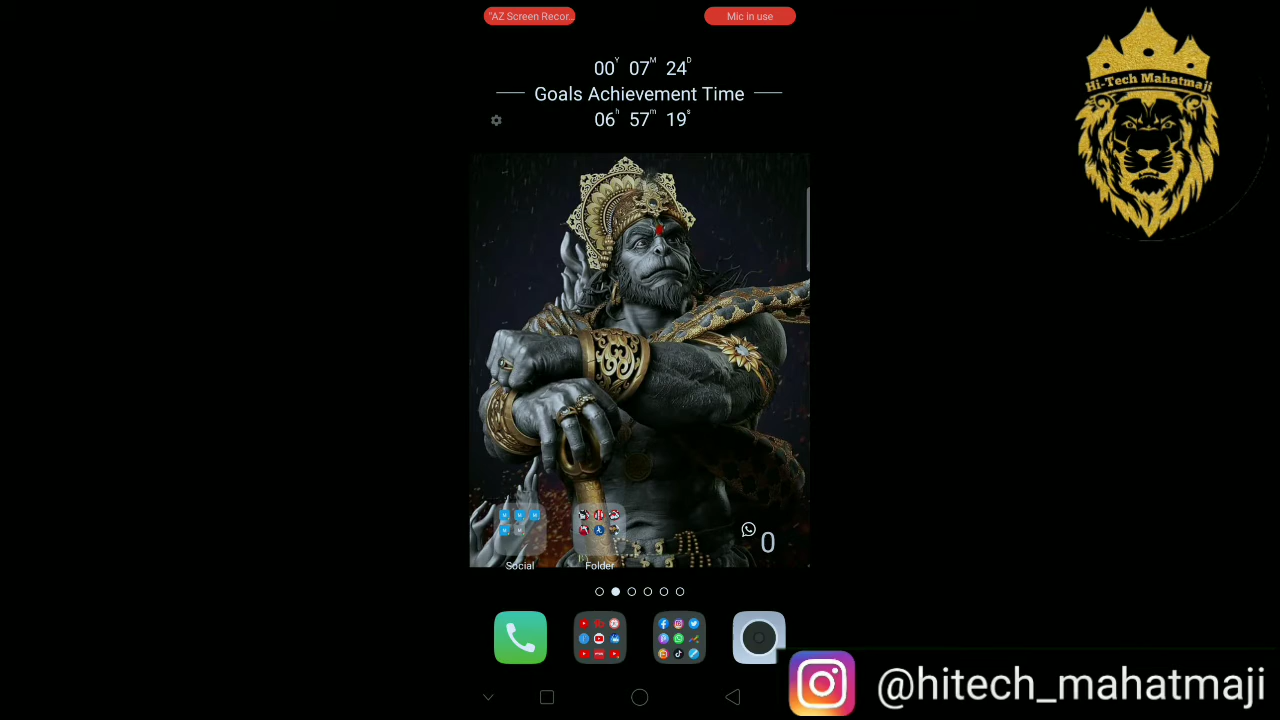 "AZ Screen Recor...
Mic in use
00Y 07M 24D
Goals Achievement Time
06h 57m 19s
Hi-Tech Mahatmaji
0
Social
Folder
@hitech_mahatmaji